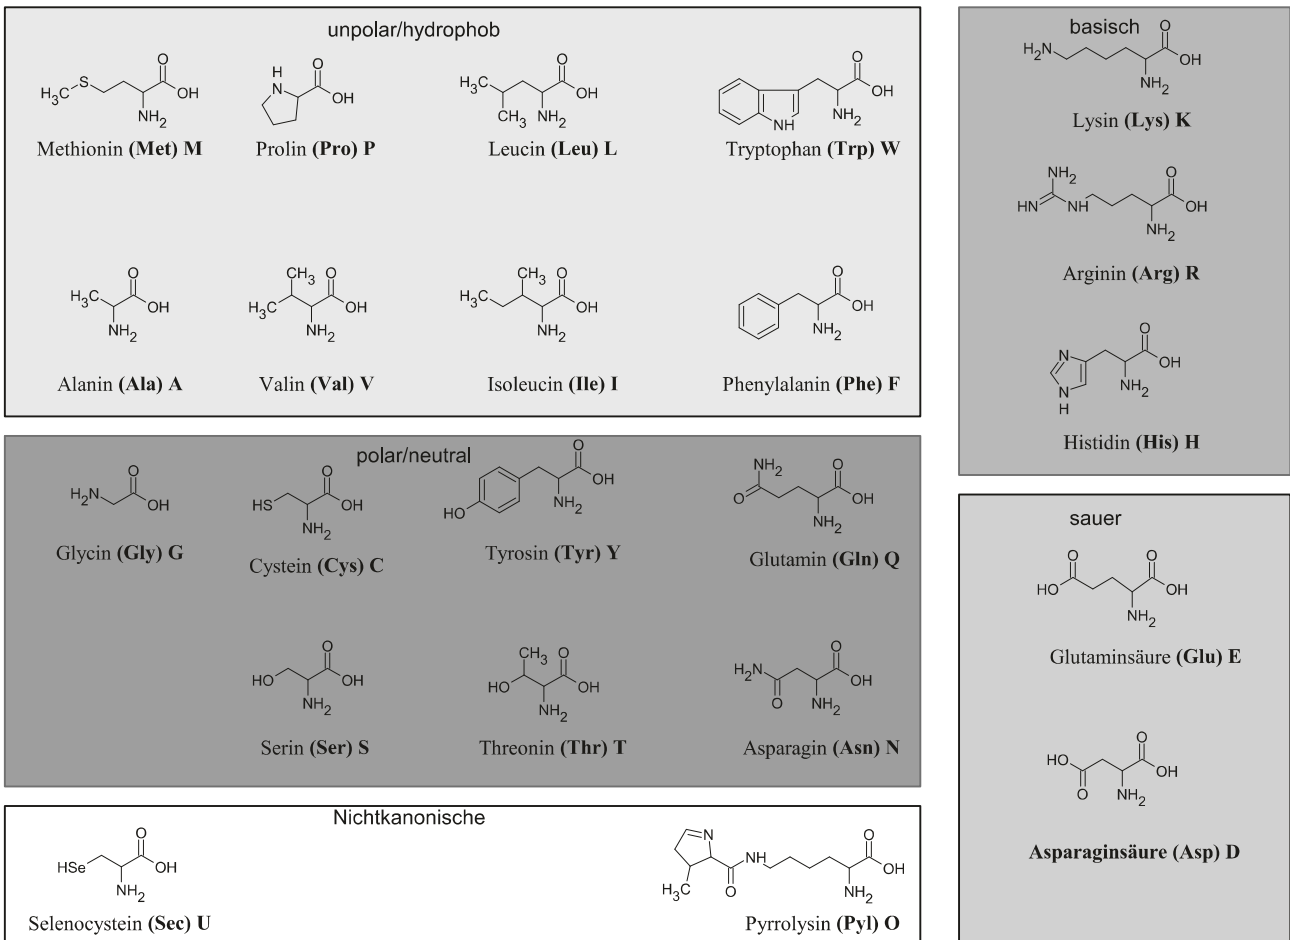 unpolar/hydrophob
H3C S O OH NH2
Methionin (Met) M
H N O OH
Prolin (Pro) P
CH3 H3C CH3 O OH NH2
Leucin (Leu) L
NH O OH NH2
Tryptophan (Trp) W
H3C O OH NH2
Alanin (Ala) A
CH3 H3C O OH NH2
Valin (Val) V
H3C CH3 O OH NH2
Isoleucin (Ile) I
O OH NH2
Phenylalanin (Phe) F
polar/neutral
H2N O OH
Glycin (Gly) G
HS O OH NH2
Cystein (Cys) C
HO O OH NH2
Tyrosin (Tyr) Y
NH2 O O OH NH2
Glutamin (Gln) Q
HO O OH NH2
Serin (Ser) S
CH3 HO O OH NH2
Threonin (Thr) T
H2N O O OH NH2
Asparagin (Asn) N
Nichtkanonische
HSe O OH NH2
Selenocystein (Sec) U
N H3C O NH O OH NH2
Pyrrolysin (Pyl) O
basisch
NH2 O OH NH2
Lysin (Lys) K
NH2 HN NH O OH NH2
Arginin (Arg) R
N N H O OH NH2
Histidin (His) H
sauer
O HO O OH NH2
Glutaminsäure (Glu) E
HO O O OH NH2
Asparaginsäure (Asp) D